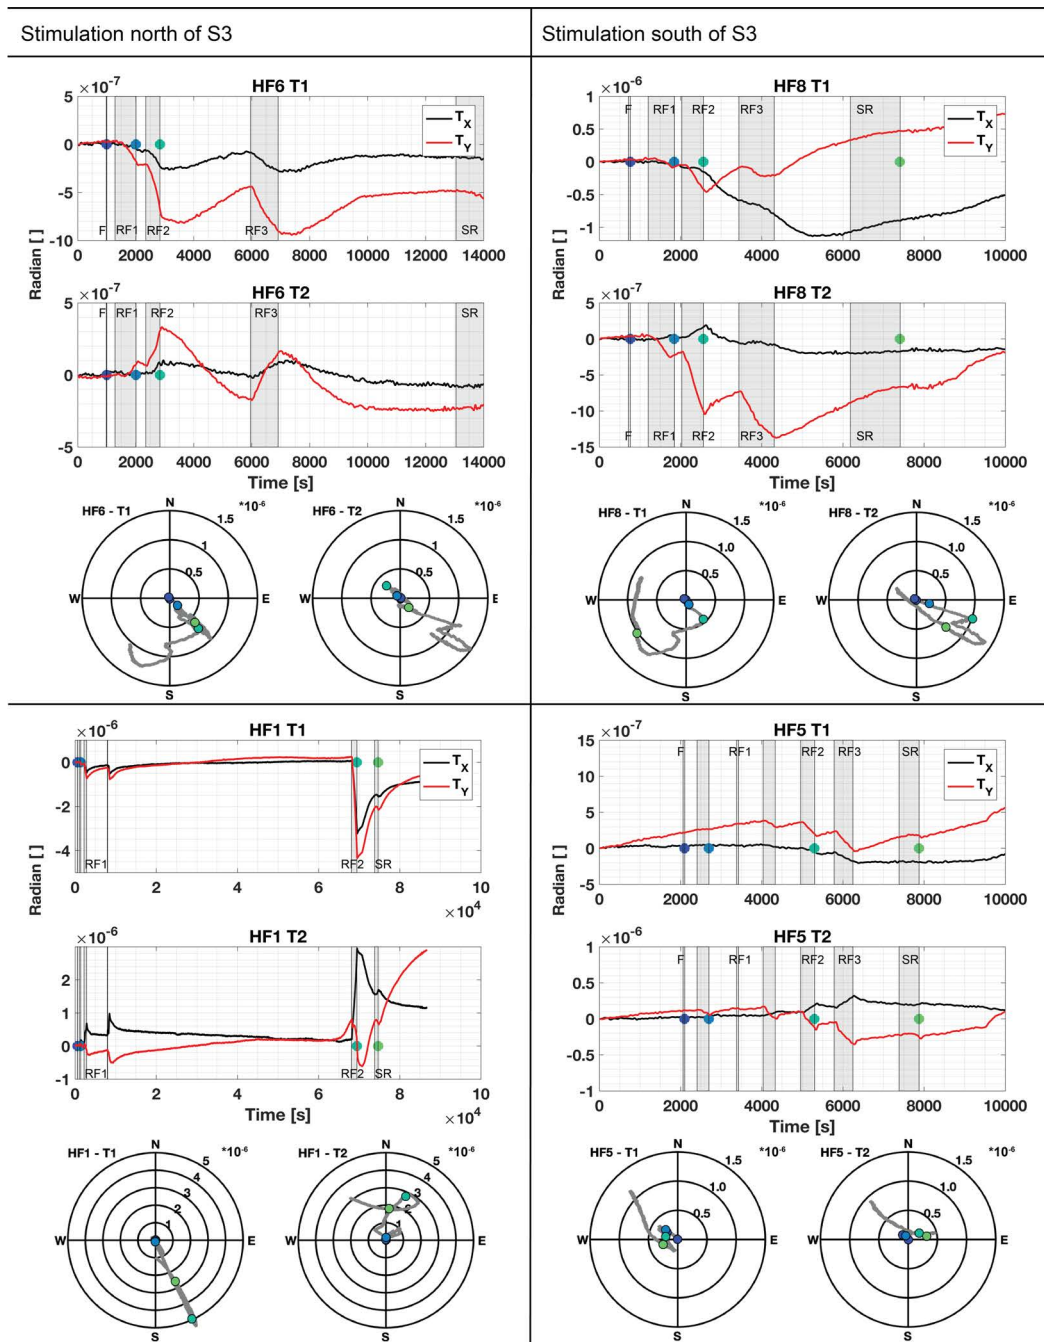 Stimulation north of S3
Stimulation south of S3
×10⁻⁷ HF6 T1
5
0
-5
-10
T_X
T_Y
F RF1 RF2 RF3 SR
0 2000 4000 6000 8000 10000 12000 14000
Radian [ ]
×10⁻⁷ HF6 T2
5
0
-5
F RF1 RF2 RF3 SR
0 2000 4000 6000 8000 10000 12000 14000
Time [s]
HF6 - T1 N *10⁻⁶
1.5
1
0.5
W E
S
HF6 - T2 N *10⁻⁶
1.5
1
0.5
W E
S
×10⁻⁶ HF8 T1
1
0.5
0
-0.5
-1
F RF1 RF2 RF3 SR
T_X
T_Y
0 2000 4000 6000 8000 10000
Radian [ ]
×10⁻⁷ HF8 T2
5
0
-5
-10
-15
F RF1 RF2 RF3 SR
0 2000 4000 6000 8000 10000
Time [s]
HF8 - T1 N *10⁻⁶
1.5
1.0
0.5
W E
S
HF8 - T2 N *10⁻⁶
1.5
1.0
0.5
W E
S
×10⁻⁶ HF1 T1
0
-2
-4
T_X
T_Y
RF1 RF2 SR
0 2 4 6 8 10
×10⁴
Radian [ ]
×10⁻⁶ HF1 T2
2
1
0
-1
RF1 RF2 SR
0 2 4 6 8 10
Time [s] ×10⁴
HF1 - T1 N *10⁻⁶
5
4
3
2
1
W E
S
HF1 - T2 N *10⁻⁶
5
4
3
2
1
W E
S
×10⁻⁷ HF5 T1
15
10
5
0
-5
F RF1 RF2 RF3 SR
T_X
T_Y
0 2000 4000 6000 8000 10000
Radian [ ]
×10⁻⁶ HF5 T2
1
0.5
0
-0.5
-1
F RF1 RF2 RF3 SR
0 2000 4000 6000 8000 10000
Time [s]
HF5 - T1 N *10⁻⁶
1.5
1.0
0.5
W E
S
HF5 - T2 N *10⁻⁶
1.5
1.0
0.5
W E
S